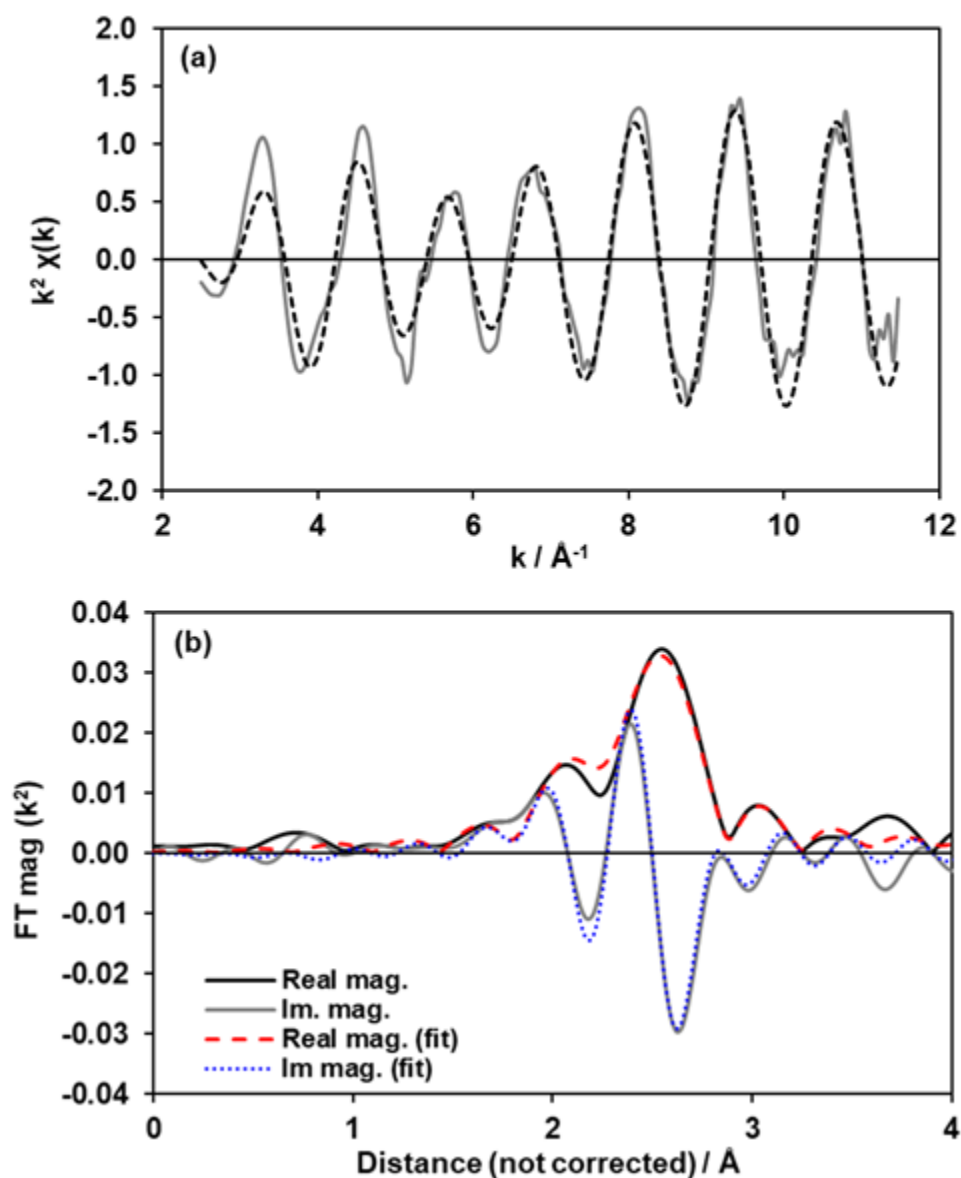 (a)
2.0
1.5
1.0
0.5
0.0
-0.5
-1.0
-1.5
-2.0
k² χ(k)
2 4 6 8 10 12
k / Å⁻¹
(b)
0.04
0.03
0.02
0.01
0.00
-0.01
-0.02
-0.03
-0.04
FT mag (k²)
Real mag.
Im. mag.
Real mag. (fit)
Im mag. (fit)
0 1 2 3 4
Distance (not corrected) / Å